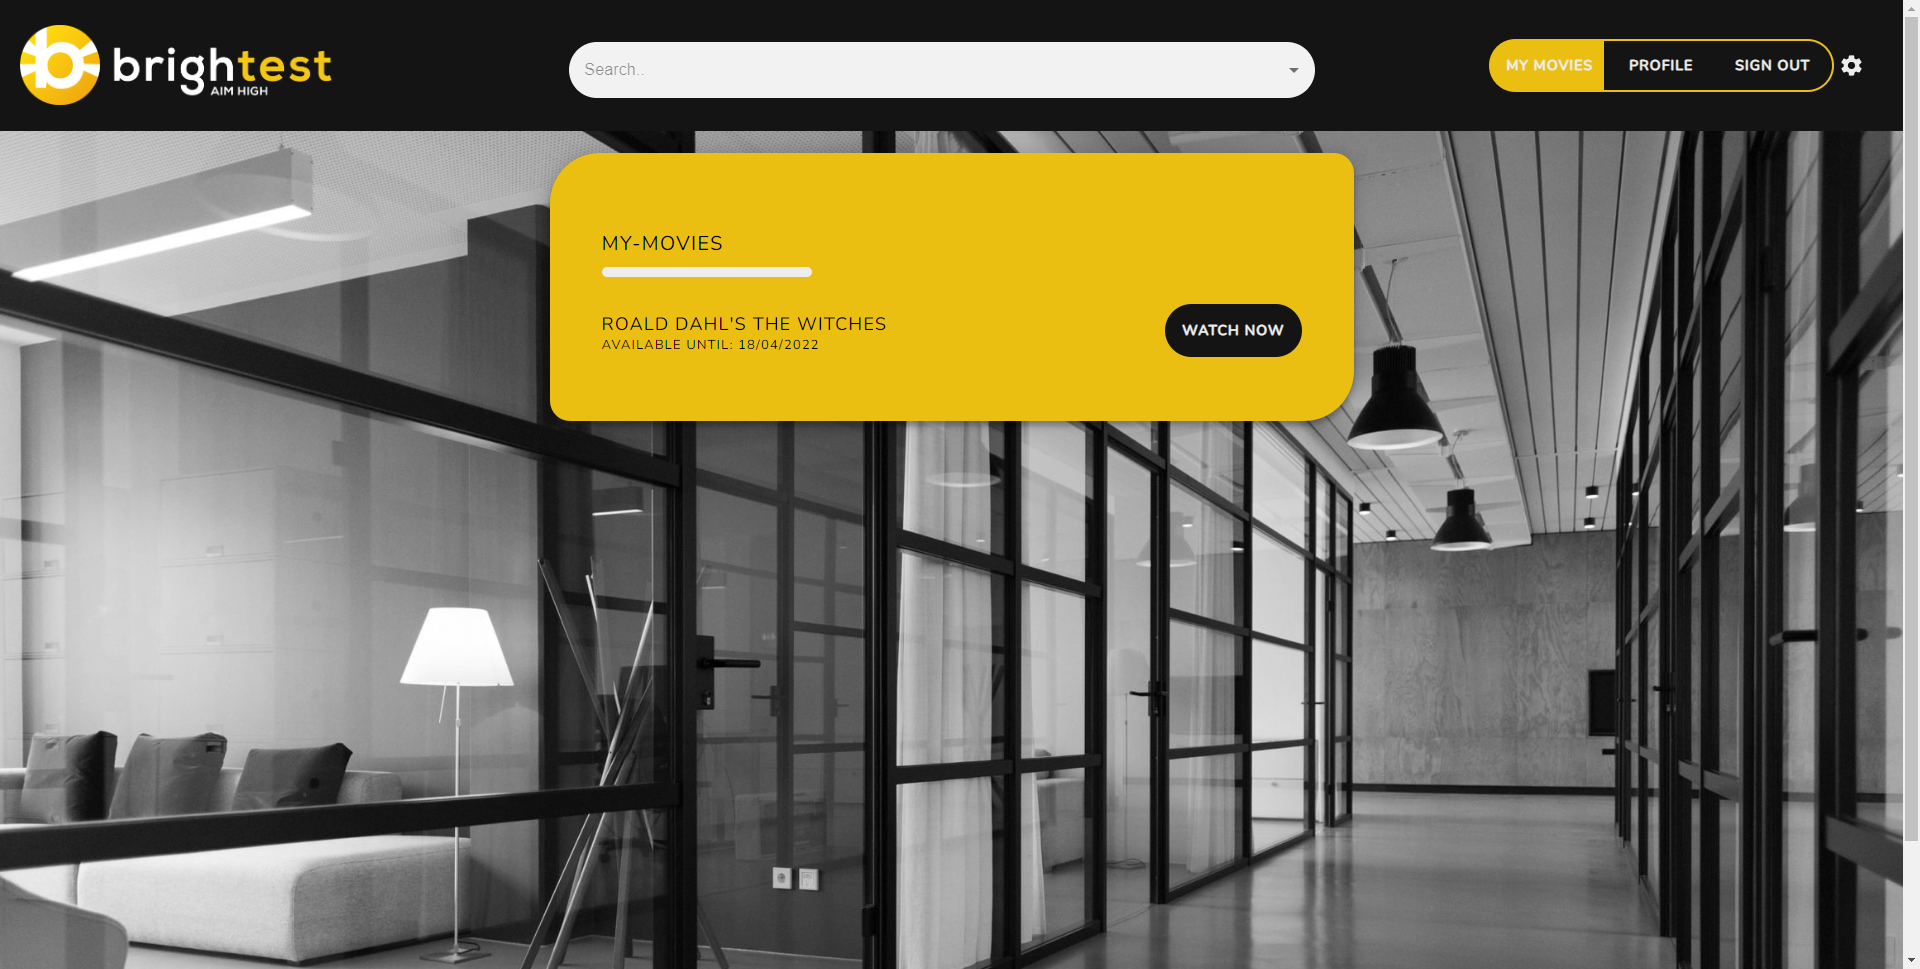 brightest
AIM HIGH
Search..
MY MOVIES
PROFILE
SIGN OUT
MY-MOVIES
ROALD DAHL'S THE WITCHES
AVAILABLE UNTIL: 18/04/2022
WATCH NOW